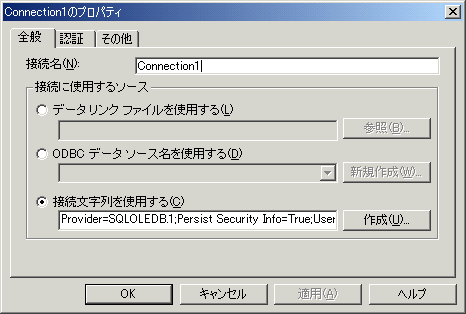 Connection1のプロパティ
全般 認証 その他
接続名(N): Connection1
接続に使用するソース
データリンク ファイルを使用する(L)
参照(B)...
ODBC データ ソース名を使用する(D)
新規作成(W)...
接続文字列を使用する(C)
Provider=SQLOLEDB.1;Persist Security Info=True;User 作成(U)...
OK キャンセル 適用(A) ヘルプ